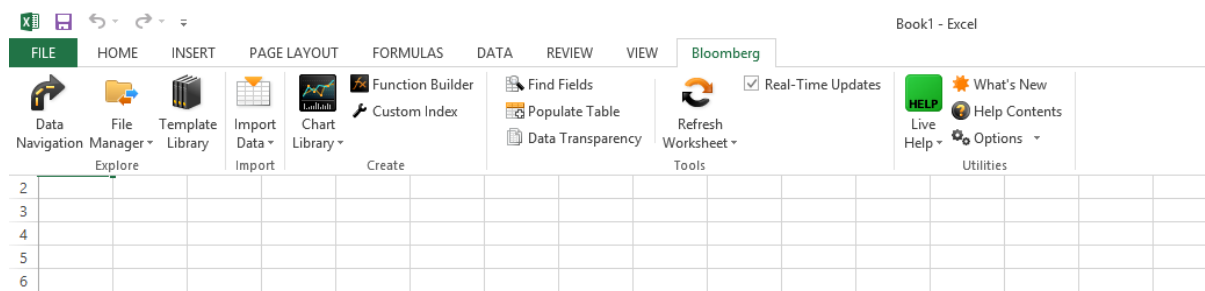 Book1 - Excel
FILE HOME INSERT PAGE LAYOUT FORMULAS DATA REVIEW VIEW Bloomberg
Data Navigation
File Manager
Template Library
Explore
Import Data
Import
Chart Library
Function Builder
Custom Index
Create
Find Fields
Populate Table
Data Transparency
Refresh Worksheet
Real-Time Updates
Tools
HELP
Live Help
What's New
Help Contents
Options
Utilities
2
3
4
5
6